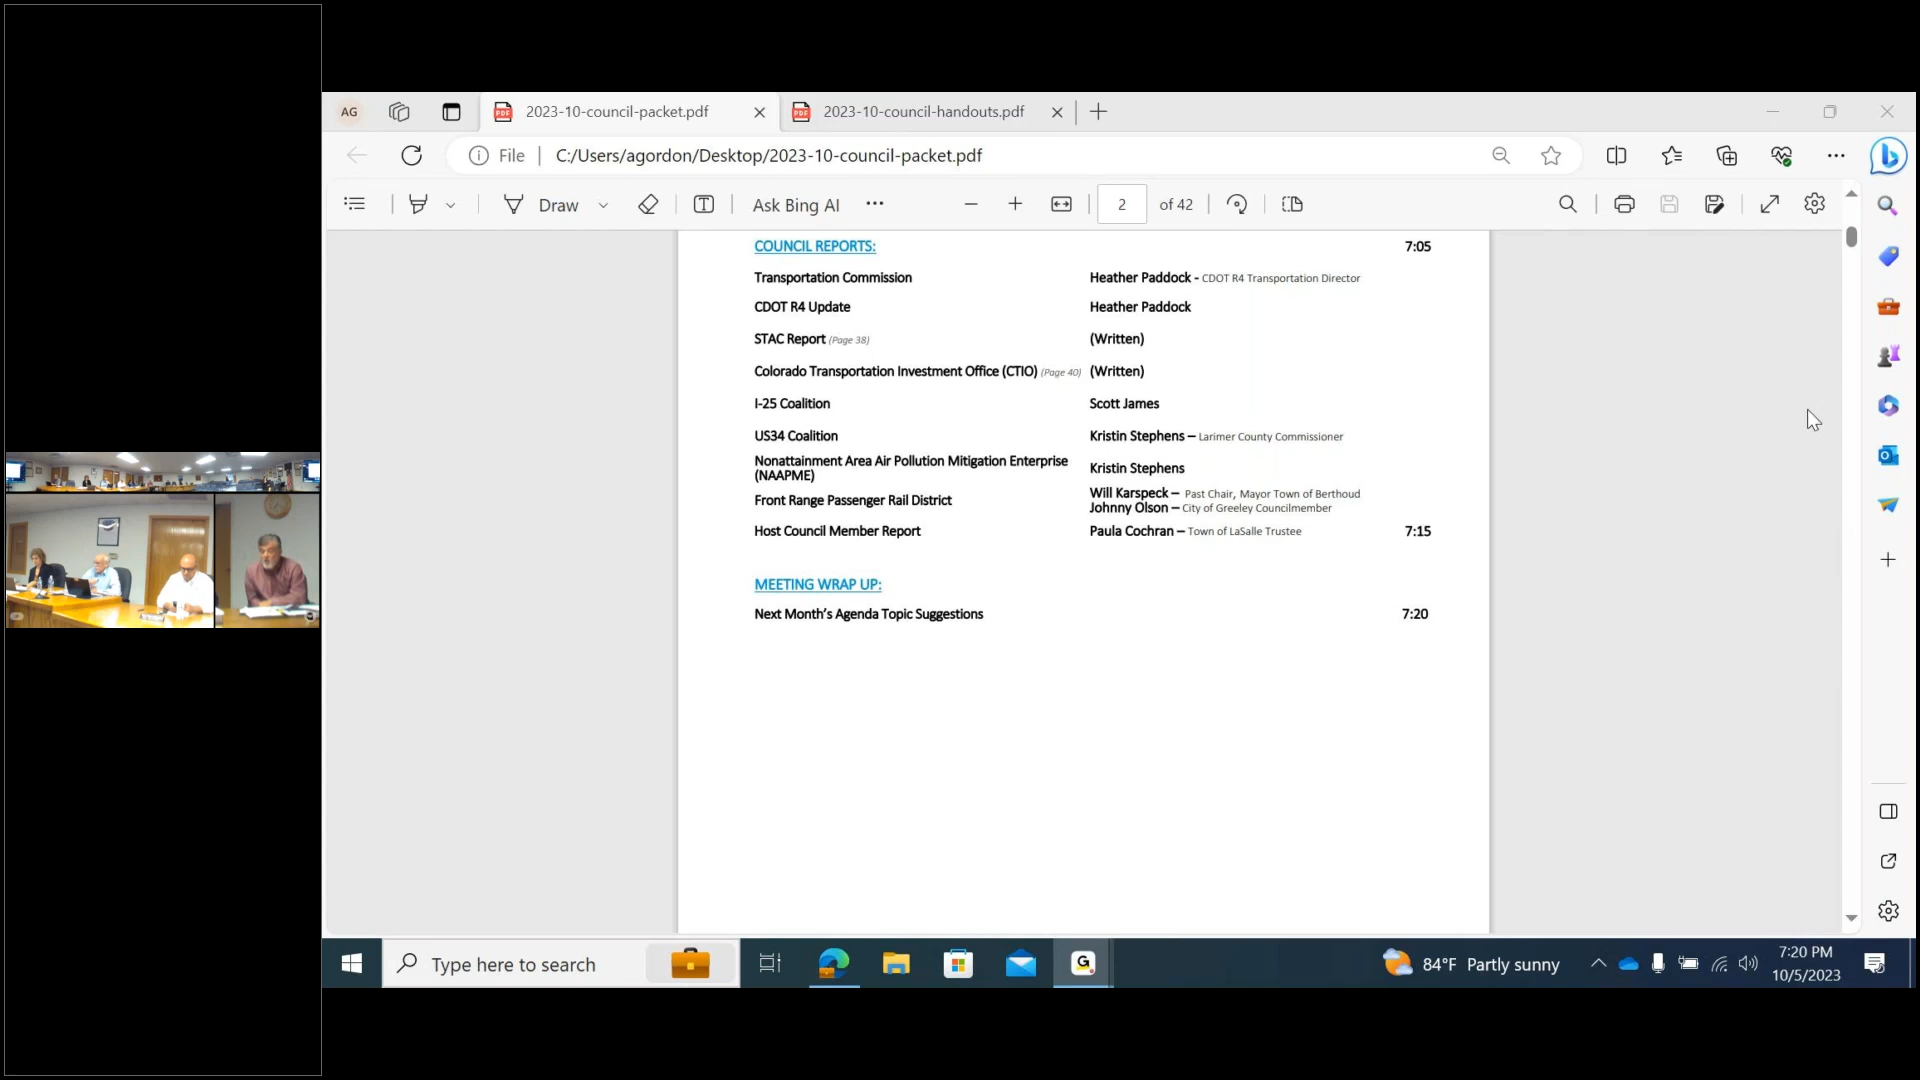 AG
2023-10-council-packet.pdf
2023-10-council-handouts.pdf
File
C:/Users/agordon/Desktop/2023-10-council-packet.pdf
Draw
Ask Bing AI
2
of 42
COUNCIL REPORTS: 7:05
Transportation Commission Heather Paddock - CDOT R4 Transportation Director
CDOT R4 Update Heather Paddock
STAC Report (Page 38) (Written)
Colorado Transportation Investment Office (CTIO) (Page 40) (Written)
I-25 Coalition Scott James
US34 Coalition Kristin Stephens – Larimer County Commissioner
Nonattainment Area Air Pollution Mitigation Enterprise
(NAAPME) Kristin Stephens
Front Range Passenger Rail District Will Karspeck – Past Chair, Mayor Town of Berthoud
Johnny Olson – City of Greeley Councilmember
Host Council Member Report Paula Cochran – Town of LaSalle Trustee 7:15
MEETING WRAP UP:
Next Month's Agenda Topic Suggestions 7:20
Type here to search
84°F Partly sunny
7:20 PM
10/5/2023